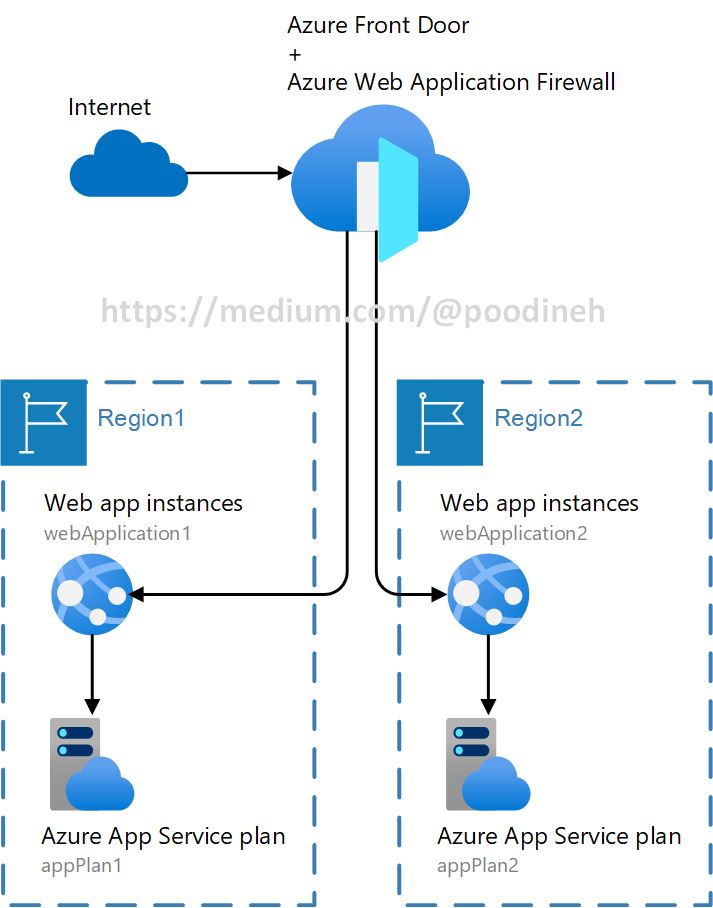 Azure Front Door
+
Azure Web Application Firewall
Internet
https://medium.com/@poodineh
Region1
Web app instances
webApplication1
Azure App Service plan
appPlan1
Region2
Web app instances
webApplication2
Azure App Service plan
appPlan2